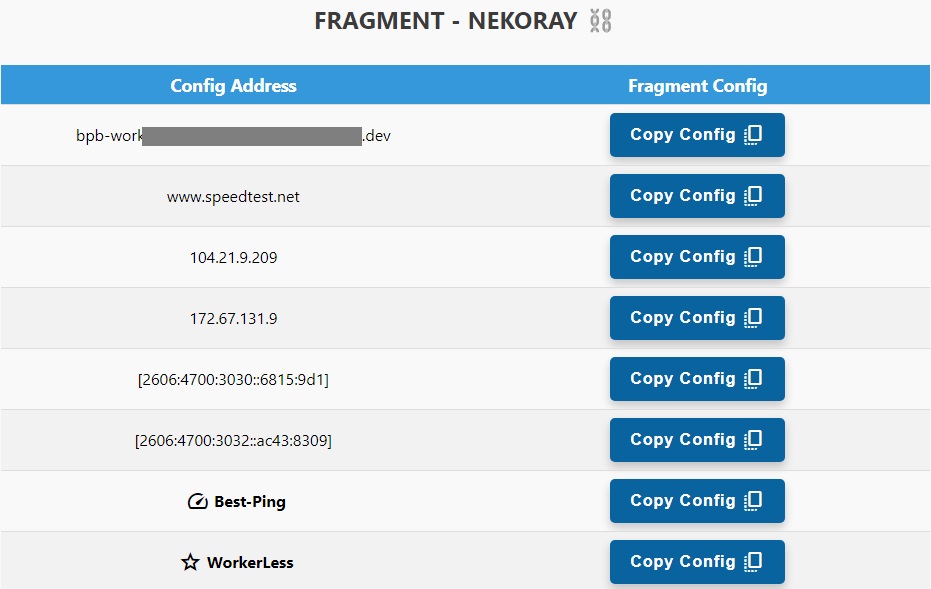 FRAGMENT - NEKORAY
Config Address Fragment Config
bpb-work .dev Copy Config
www.speedtest.net Copy Config
104.21.9.209 Copy Config
172.67.131.9 Copy Config
[2606:4700:3030::6815:9d1] Copy Config
[2606:4700:3032::ac43:8309] Copy Config
Best-Ping Copy Config
WorkerLess Copy Config